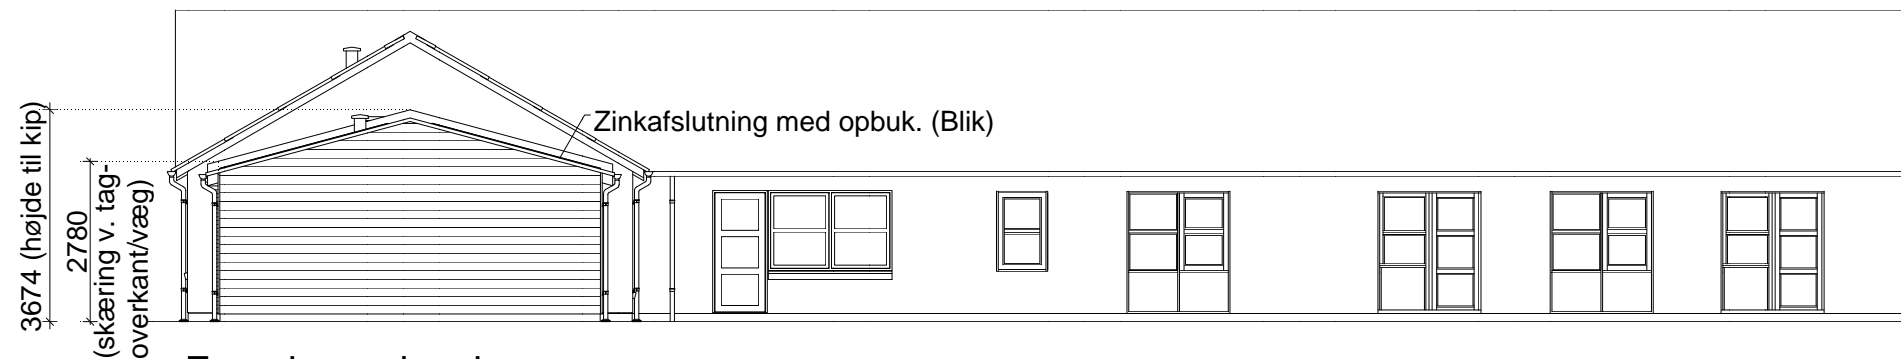 3674 (højde til kip)
2780
(skæring v. tag-
overkant/væg)
Zinkafslutning med opbuk. (Blik)